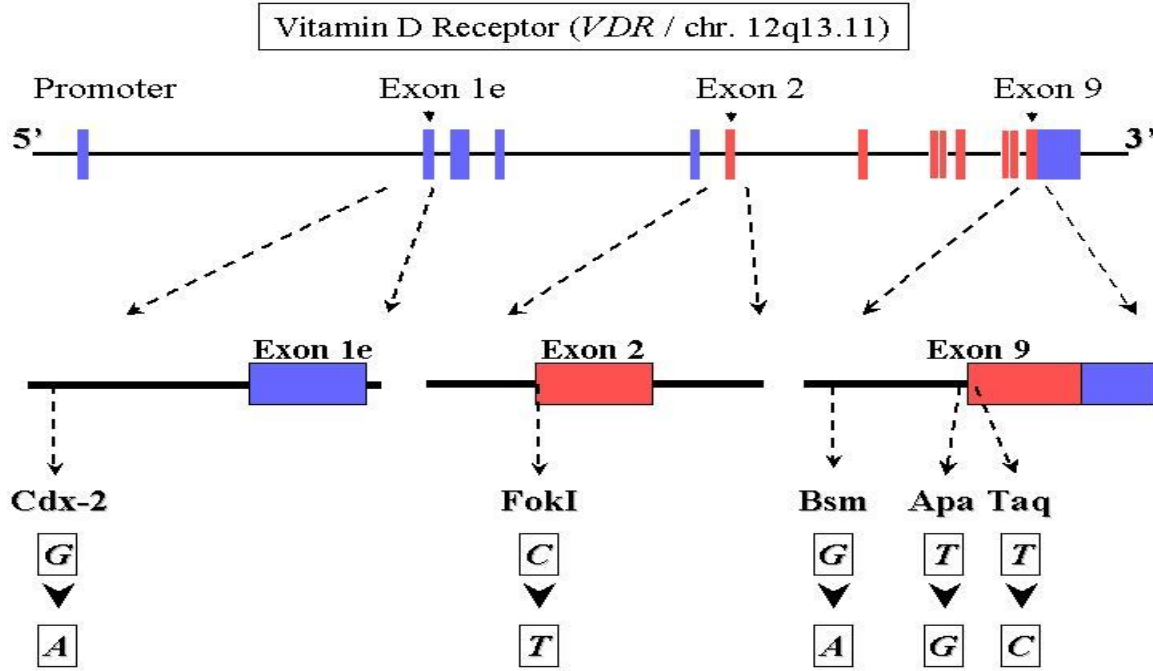 Vitamin D Receptor (VDR / chr. 12q13.11)
Promoter Exon 1e Exon 2 Exon 9
5’ 3’
Exon 1e Exon 2 Exon 9
Cdx-2 FokI Bsm Apa Taq
G C G T T
A T A G C